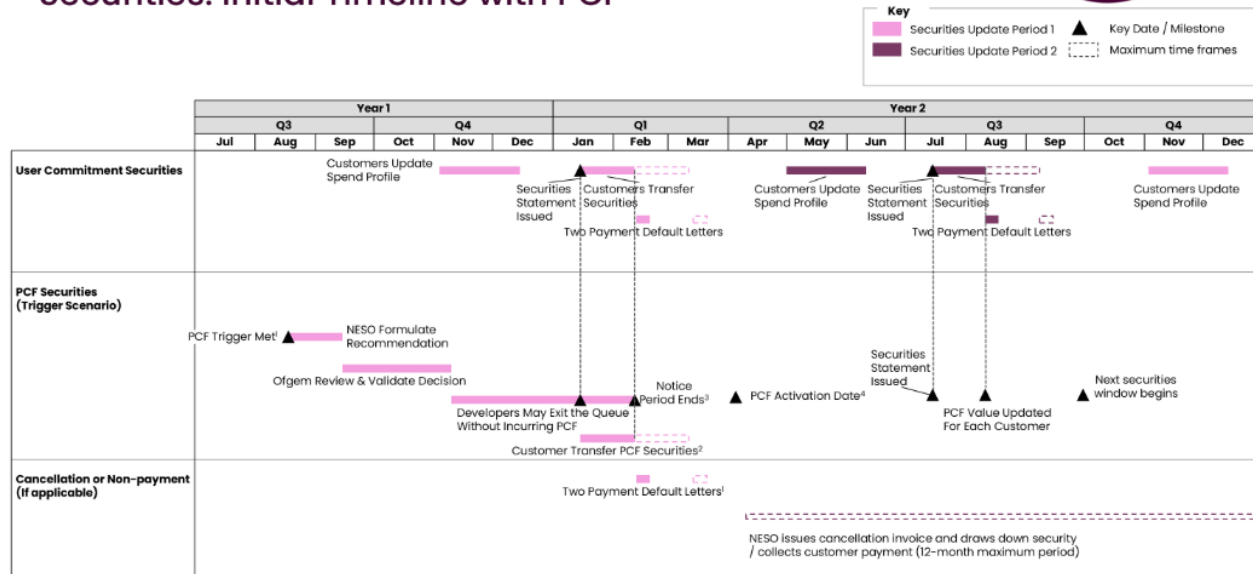 securities: Initial Timeline with PCF
Key
Securities Update Period 1
Key Date / Milestone
Securities Update Period 2
Maximum time frames
Year 1
Year 2
Q3
Q4
Q1
Q2
Q3
Q4
Jul
Aug
Sep
Oct
Nov
Dec
Jan
Feb
Mar
Apr
May
Jun
Jul
Aug
Sep
Oct
Nov
Dec
User Commitment Securities
Customers Update
Spend Profile
Securities
Statement
Issued
Customers Transfer
Securities
Two Payment Default Letters
Customers Update
Spend Profile
Securities
Statement
Issued
Customers Transfer
Securities
Two Payment Default Letters
Customers Update
Spend Profile
PCF Securities
(Trigger Scenario)
PCF Trigger Met¹
NESO Formulate
Recommendation
Ofgem Review & Validate Decision
Developers May Exit the Queue
Without Incurring PCF
Notice
Period Ends³
Customer Transfer PCF Securities²
PCF Activation Date⁴
Securities
Statement
Issued
PCF Value Updated
For Each Customer
Next securities
window begins
Cancellation or Non-payment
(If applicable)
Two Payment Default Letters¹
NESO issues cancellation invoice and draws down security
/ collects customer payment (12-month maximum period)